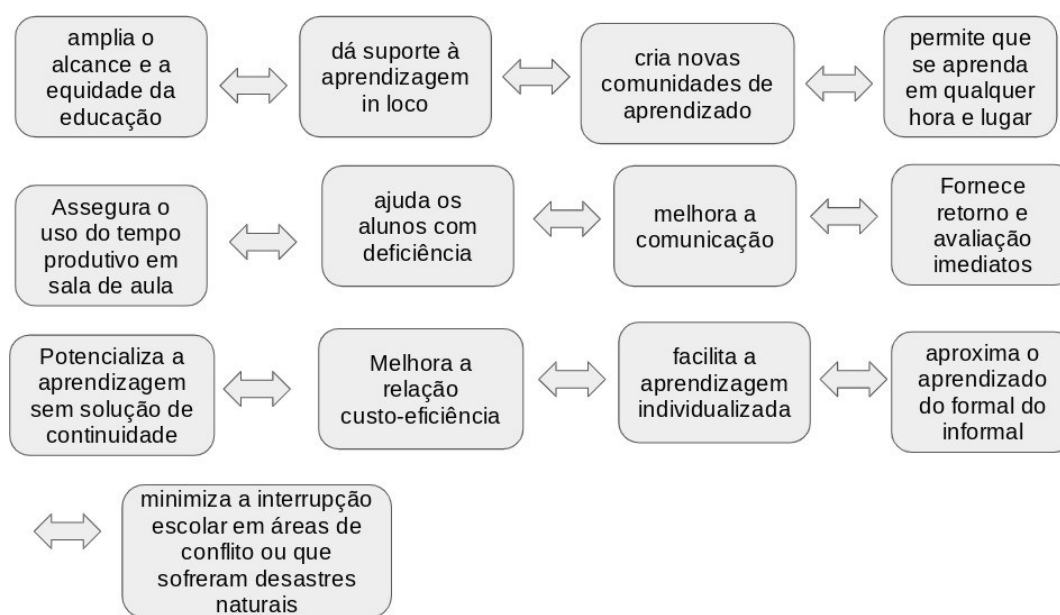 amplia o
alcance e a
equidade da
educação
dá suporte à
aprendizagem
in loco
cria novas
comunidades de
aprendizado
permite que
se aprenda
em qualquer
hora e lugar
Assegura o
uso do tempo
produtivo em
sala de aula
ajuda os
alunos com
deficiência
melhora a
comunicação
Fornece
retorno e
avaliação
imediatos
Potencializa a
aprendizagem
sem solução de
continuidade
Melhora a
relação
custo-eficiência
facilita a
aprendizagem
individualizada
aproxima o
aprendizado
do formal do
informal
minimiza a interrupção
escolar em áreas de
conflito ou que
sofreram desastres
naturais